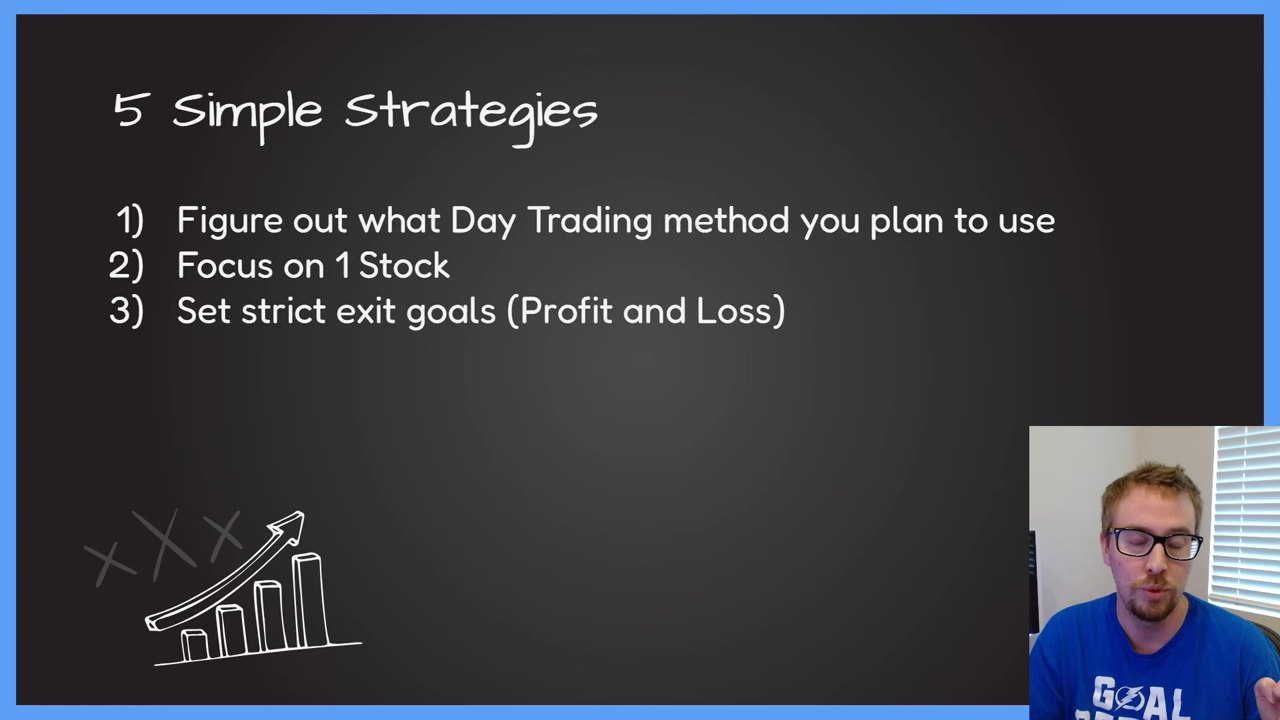 5 Simple Strategies
1) Figure out what Day Trading method you plan to use
2) Focus on 1 Stock
3) Set strict exit goals (Profit and Loss)
GOAL